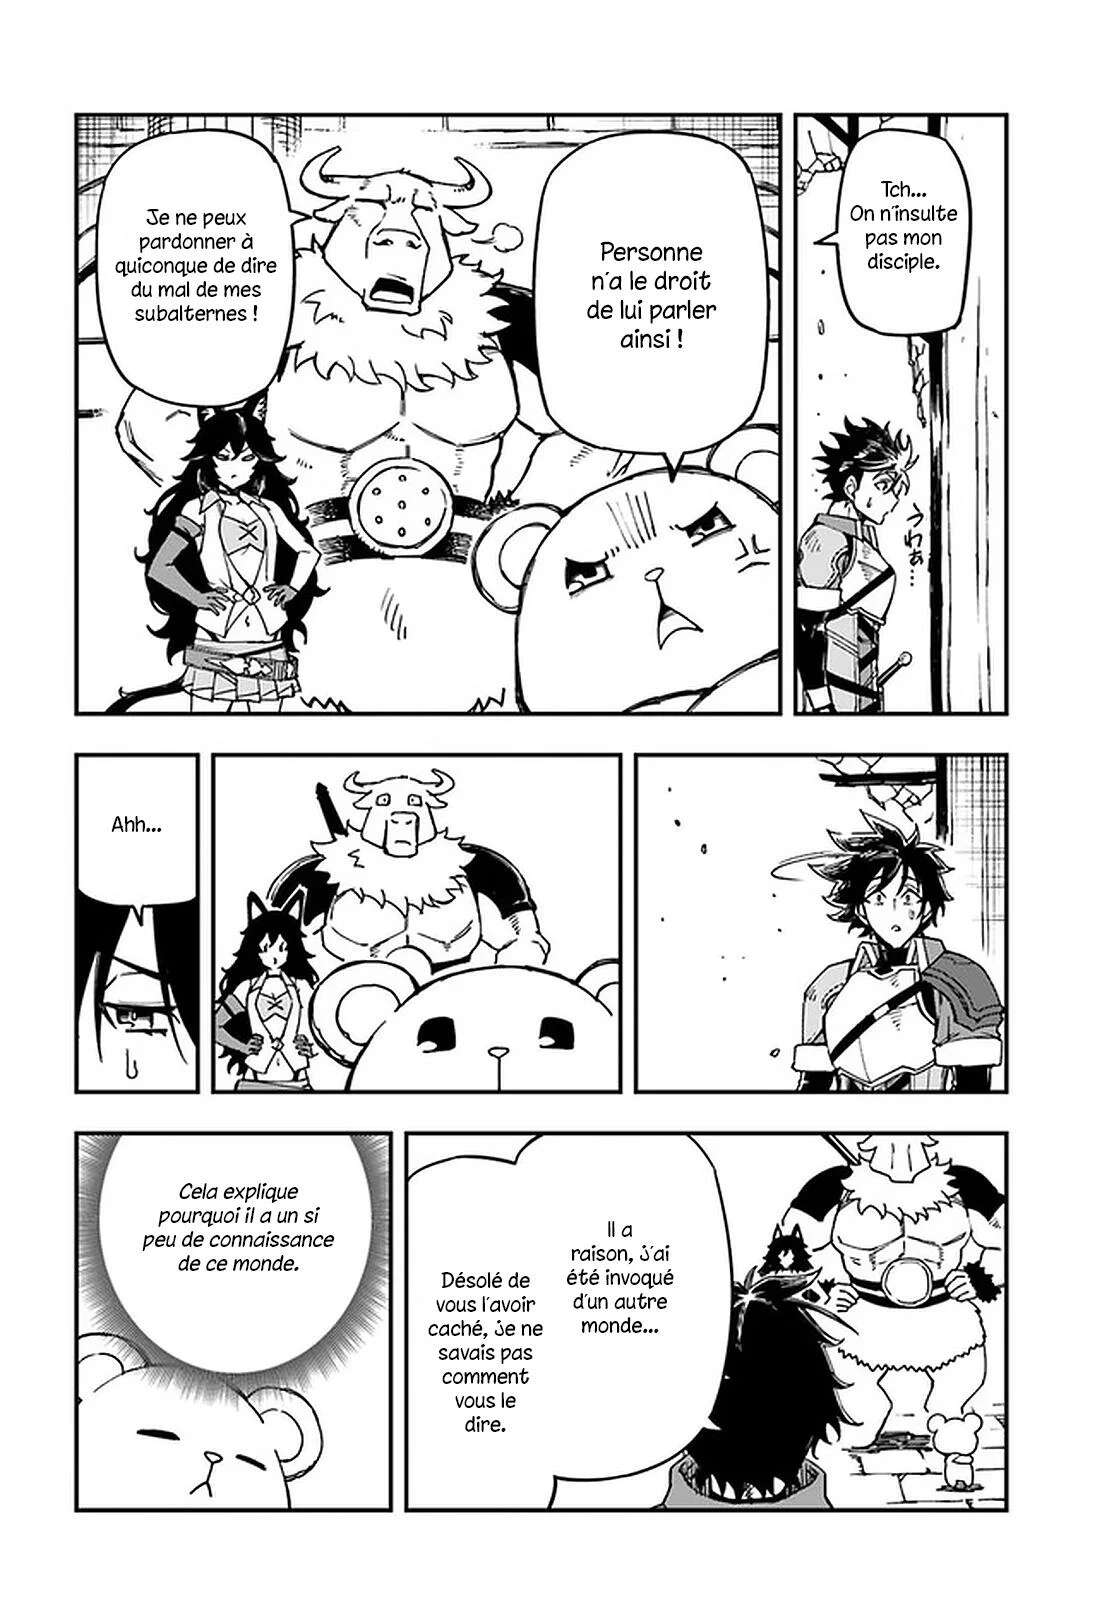 Tch...
On n'insulte
pas mon
disciple.
うわぁ…
Personne
n'a le droit
de lui parler
ainsi !
Je ne peux
pardonner à
quiconque de dire
du mal de mes
subalternes !
Ahh...
Il a
raison, j'ai
été invoqué
d'un autre
monde...
Désolé de
vous l'avoir
caché, je ne
savais pas
comment
vous le
dire.
Cela explique
pourquoi il a un si
peu de connaissance
de ce monde.